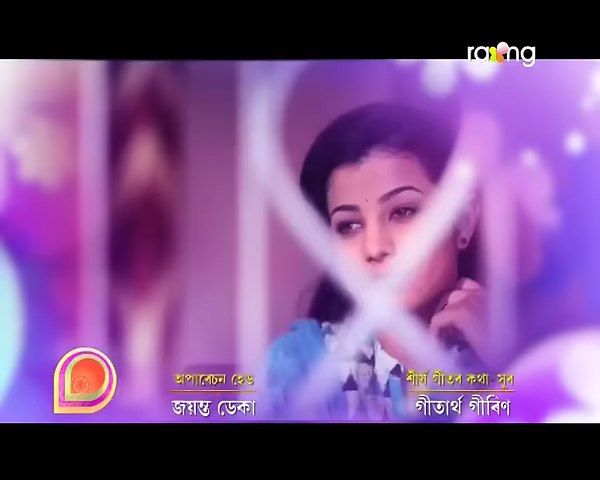 rang
অপাৰেচন হেড
জয়ন্ত ডেকা
শীৰ্ষ গীতৰ কথা-সুৰ
গীতাৰ্থ গীৰিণ